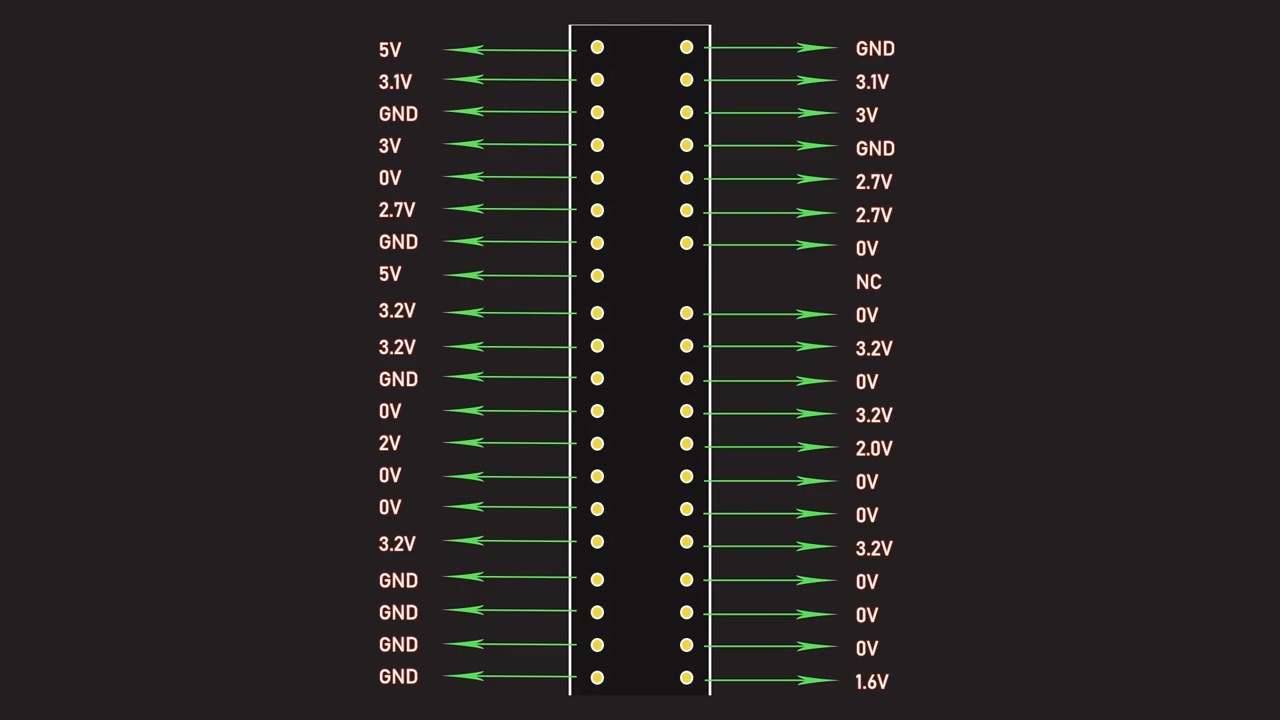 5V GND
3.1V 3.1V
GND 3V
3V GND
0V 2.7V
2.7V 2.7V
GND 0V
5V NC
3.2V 0V
3.2V 3.2V
GND 0V
0V 3.2V
2V 2.0V
0V 0V
0V 0V
3.2V 3.2V
GND 0V
GND 0V
GND 0V
GND 1.6V